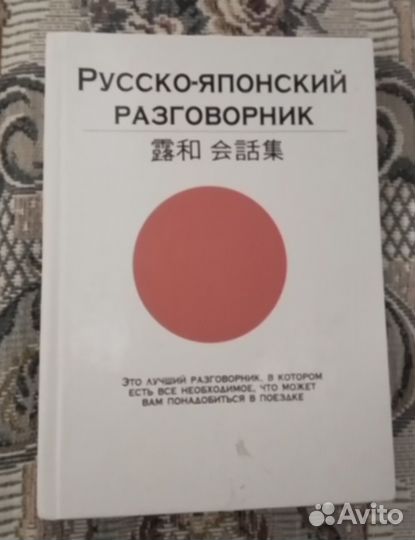 Русско-японский
разговорник
露和 会話集
Это лучший разговорник, в котором
есть все необходимое, что может
вам понадобиться в поездке
Avito